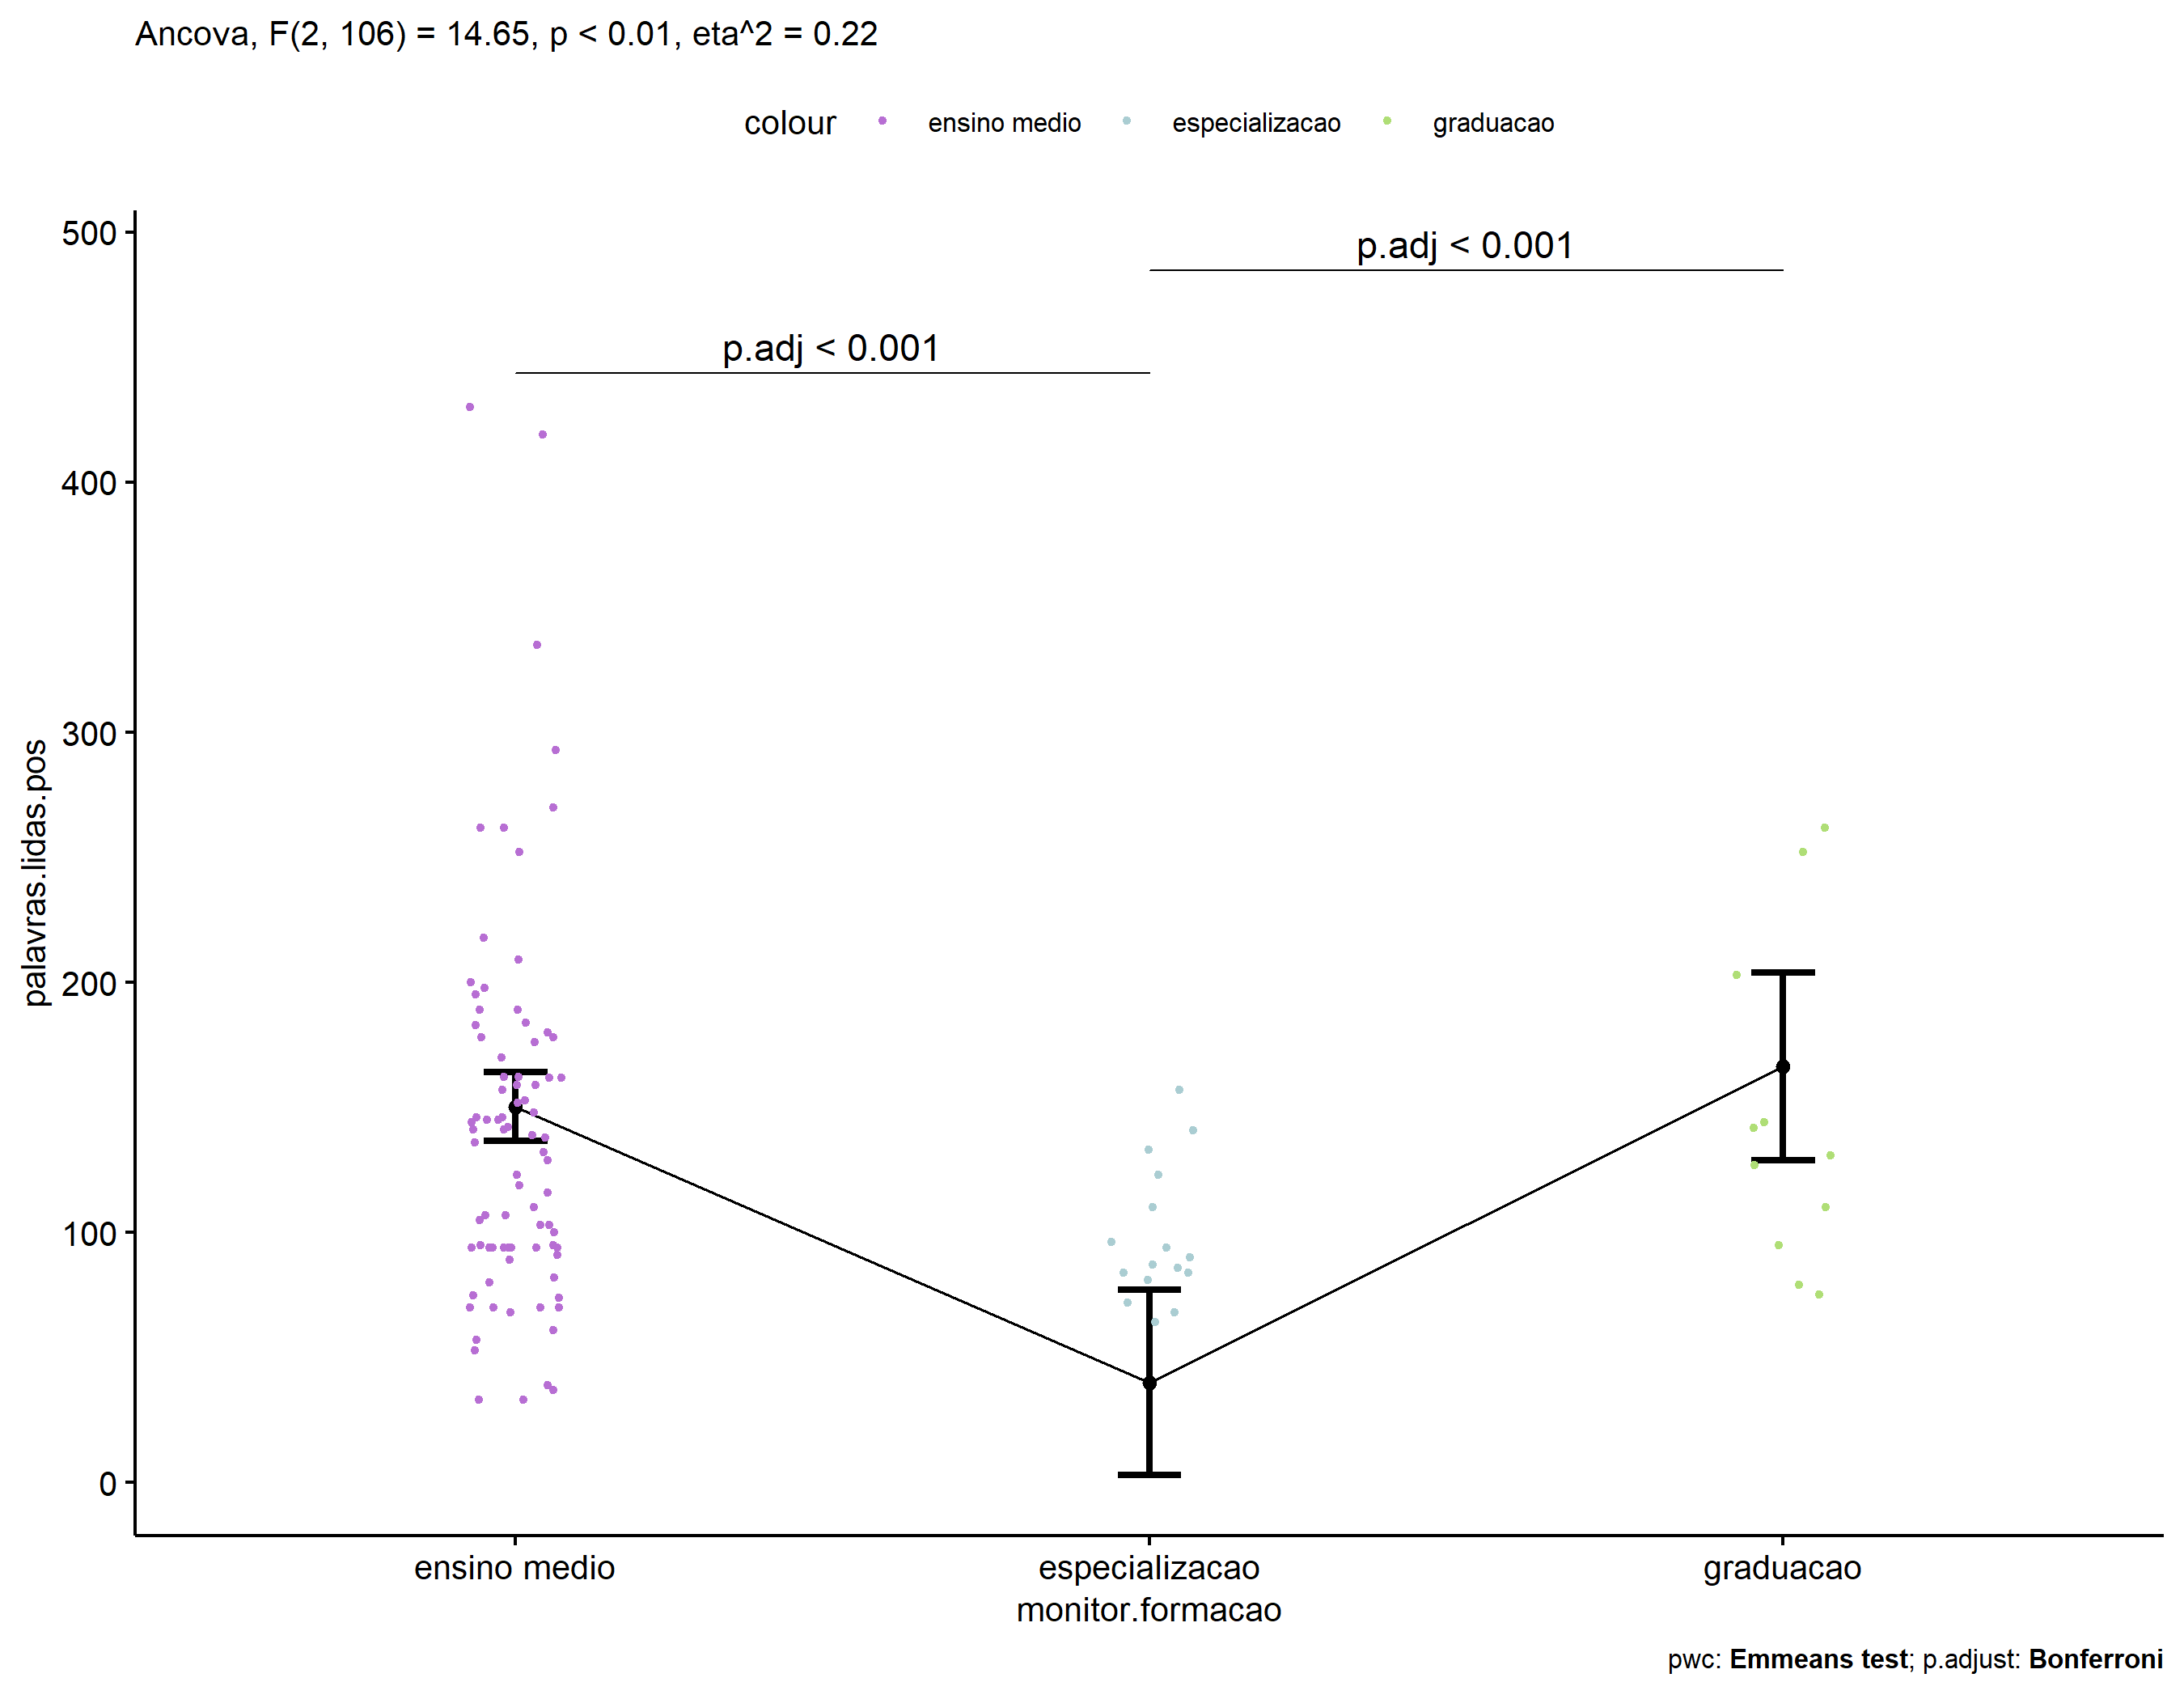 Ancova, F(2, 106) = 14.65, p < 0.01, eta^2 = 0.22
colour ensino medio especializacao graduacao
500
400
300
200
100
0
palavras.lidas.pos
p.adj < 0.001
p.adj < 0.001
ensino medio especializacao graduacao
monitor.formacao
pwc: Emmeans test; p.adjust: Bonferroni